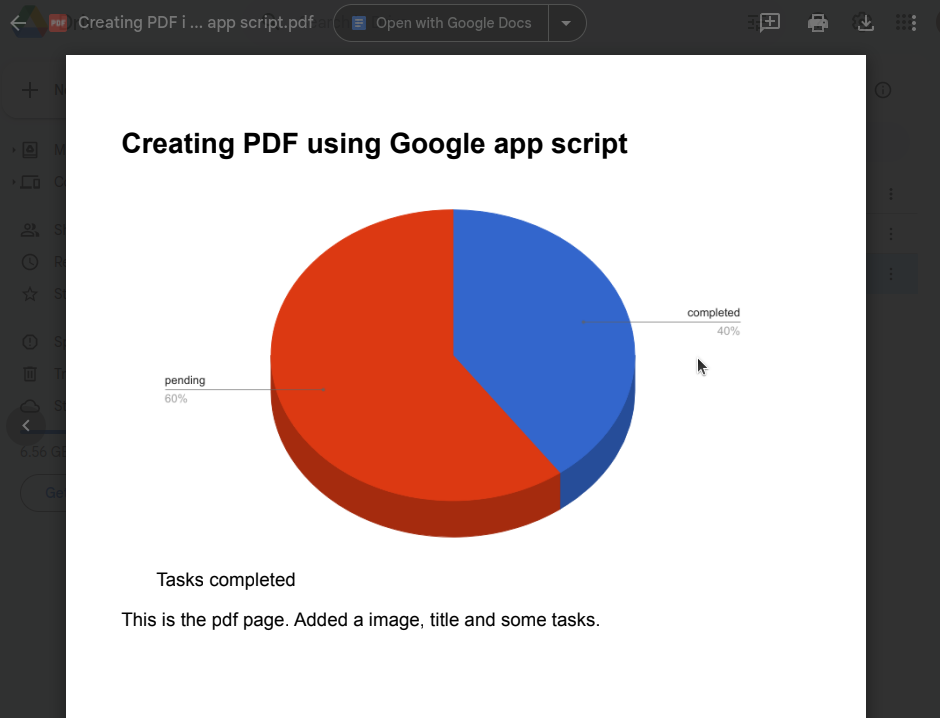 Creating PDF i ... app script.pdf
PDF
Open with Google Docs
Creating PDF using Google app script
completed
40%
pending
60%
6.56 G
Tasks completed
This is the pdf page. Added a image, title and some tasks.